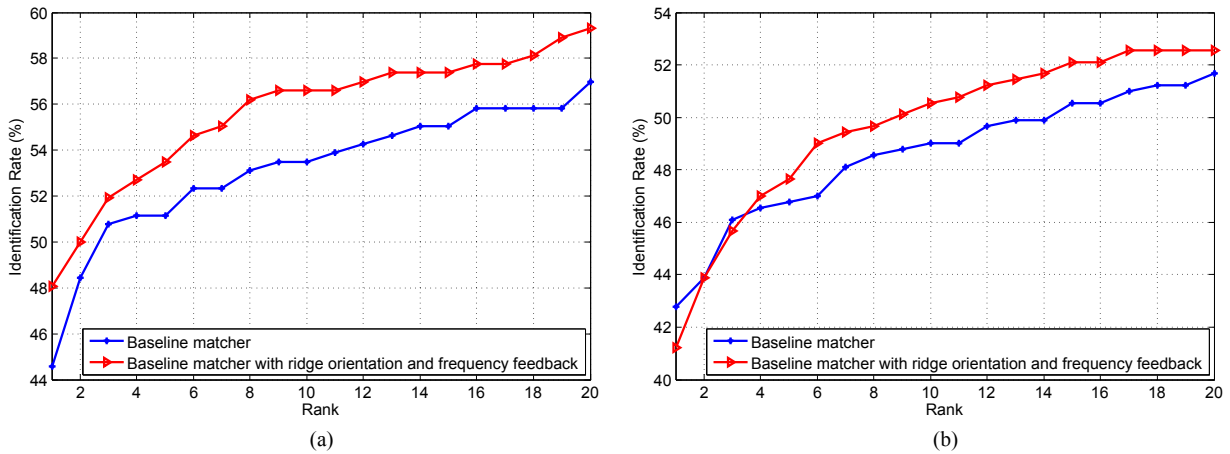 60
58
56
54
52
50
48
46
44
Identification Rate (%)
2 4 6 8 10 12 14 16 18 20
Rank
Baseline matcher
Baseline matcher with ridge orientation and frequency feedback
(a)
54
52
50
48
46
44
42
40
Identification Rate (%)
2 4 6 8 10 12 14 16 18 20
Rank
Baseline matcher
Baseline matcher with ridge orientation and frequency feedback
(b)